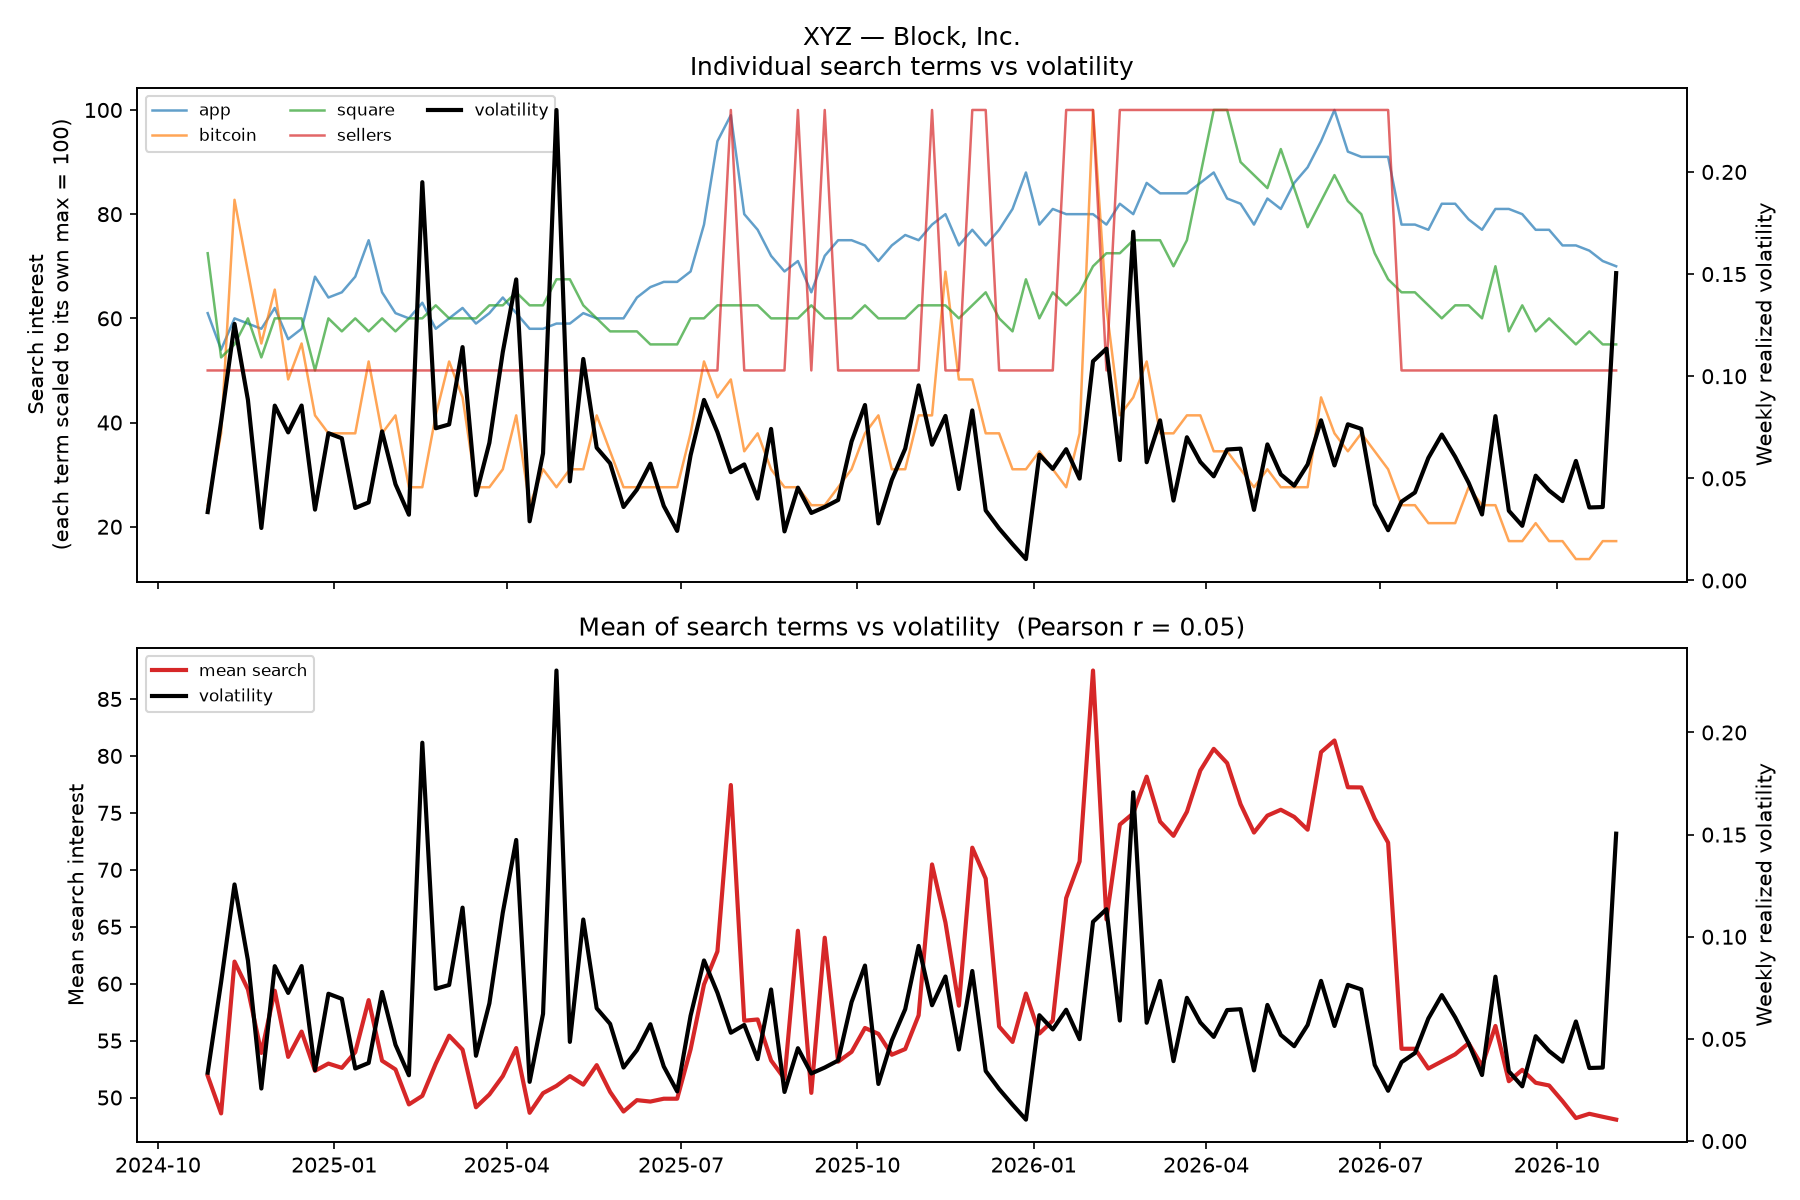 XYZ — Block, Inc.
Individual search terms vs volatility
app
bitcoin
square
sellers
volatility
100
80
60
40
20
Search interest
(each term scaled to its own max = 100)
0.20
0.15
0.10
0.05
0.00
Weekly realized volatility
Mean of search terms vs volatility (Pearson r = 0.05)
mean search
volatility
85
80
75
70
65
60
55
50
Mean search interest
0.20
0.15
0.10
0.05
0.00
Weekly realized volatility
2024-10
2025-01
2025-04
2025-07
2025-10
2026-01
2026-04
2026-07
2026-10